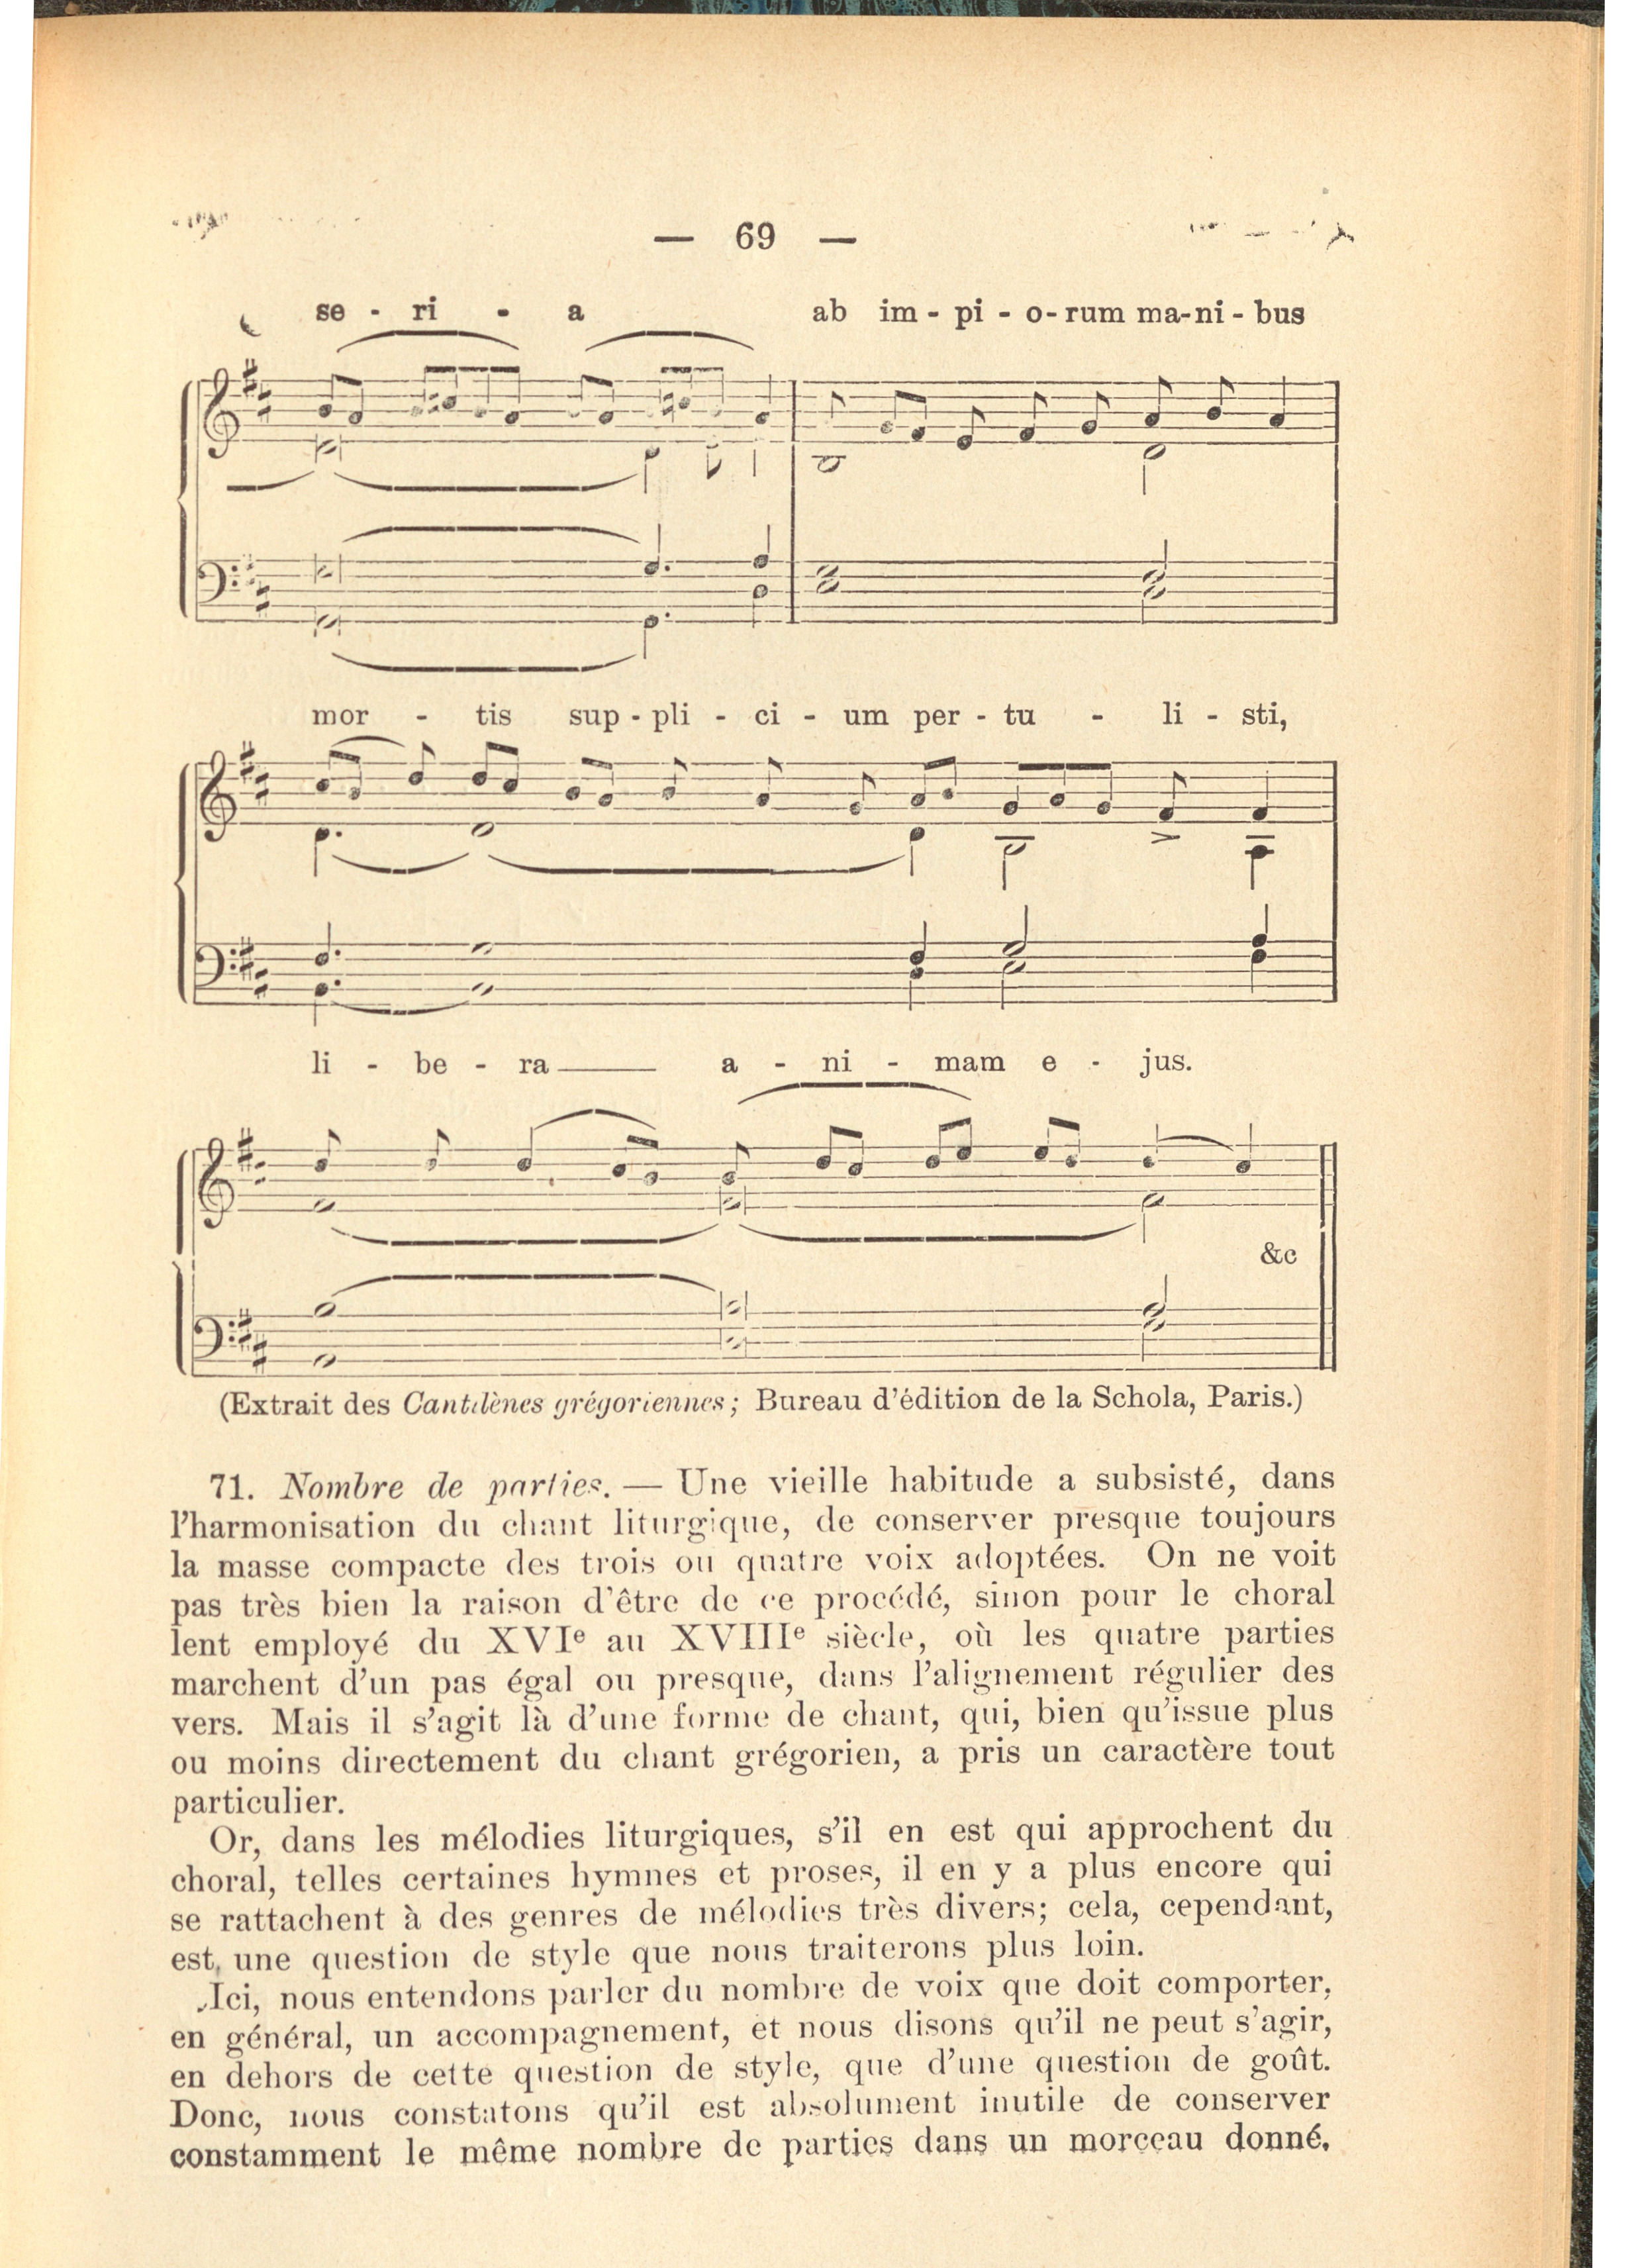 — 69 —
se - ri - a ab im - pi - o - rum ma - ni - bus
mor - tis sup - pli - ci - um per - tu - li - sti,
li - be - ra a - ni - mam e - jus.
&c
(Extrait des Cantilènes grégoriennes; Bureau d'édition de la Schola, Paris.)
71. Nombre de parties. — Une vieille habitude a subsisté, dans
l'harmonisation du chant liturgique, de conserver presque toujours
la masse compacte des trois ou quatre voix adoptées. On ne voit
pas très bien la raison d'être de ce procédé, sinon pour le choral
lent employé du XVIe au XVIIIe siècle, où les quatre parties
marchent d'un pas égal ou presque, dans l'alignement régulier des
vers. Mais il s'agit là d'une forme de chant, qui, bien qu'issue plus
ou moins directement du chant grégorien, a pris un caractère tout
particulier.
Or, dans les mélodies liturgiques, s'il en est qui approchent du
choral, telles certaines hymnes et proses, il en y a plus encore qui
se rattachent à des genres de mélodies très divers; cela, cependant,
est, une question de style que nous traiterons plus loin.
Ici, nous entendons parler du nombre de voix que doit comporter,
en général, un accompagnement, et nous disons qu'il ne peut s'agir,
en dehors de cette question de style, que d'une question de goût.
Donc, nous constatons qu'il est absolument inutile de conserver
constamment le même nombre de parties dans un morceau donné.